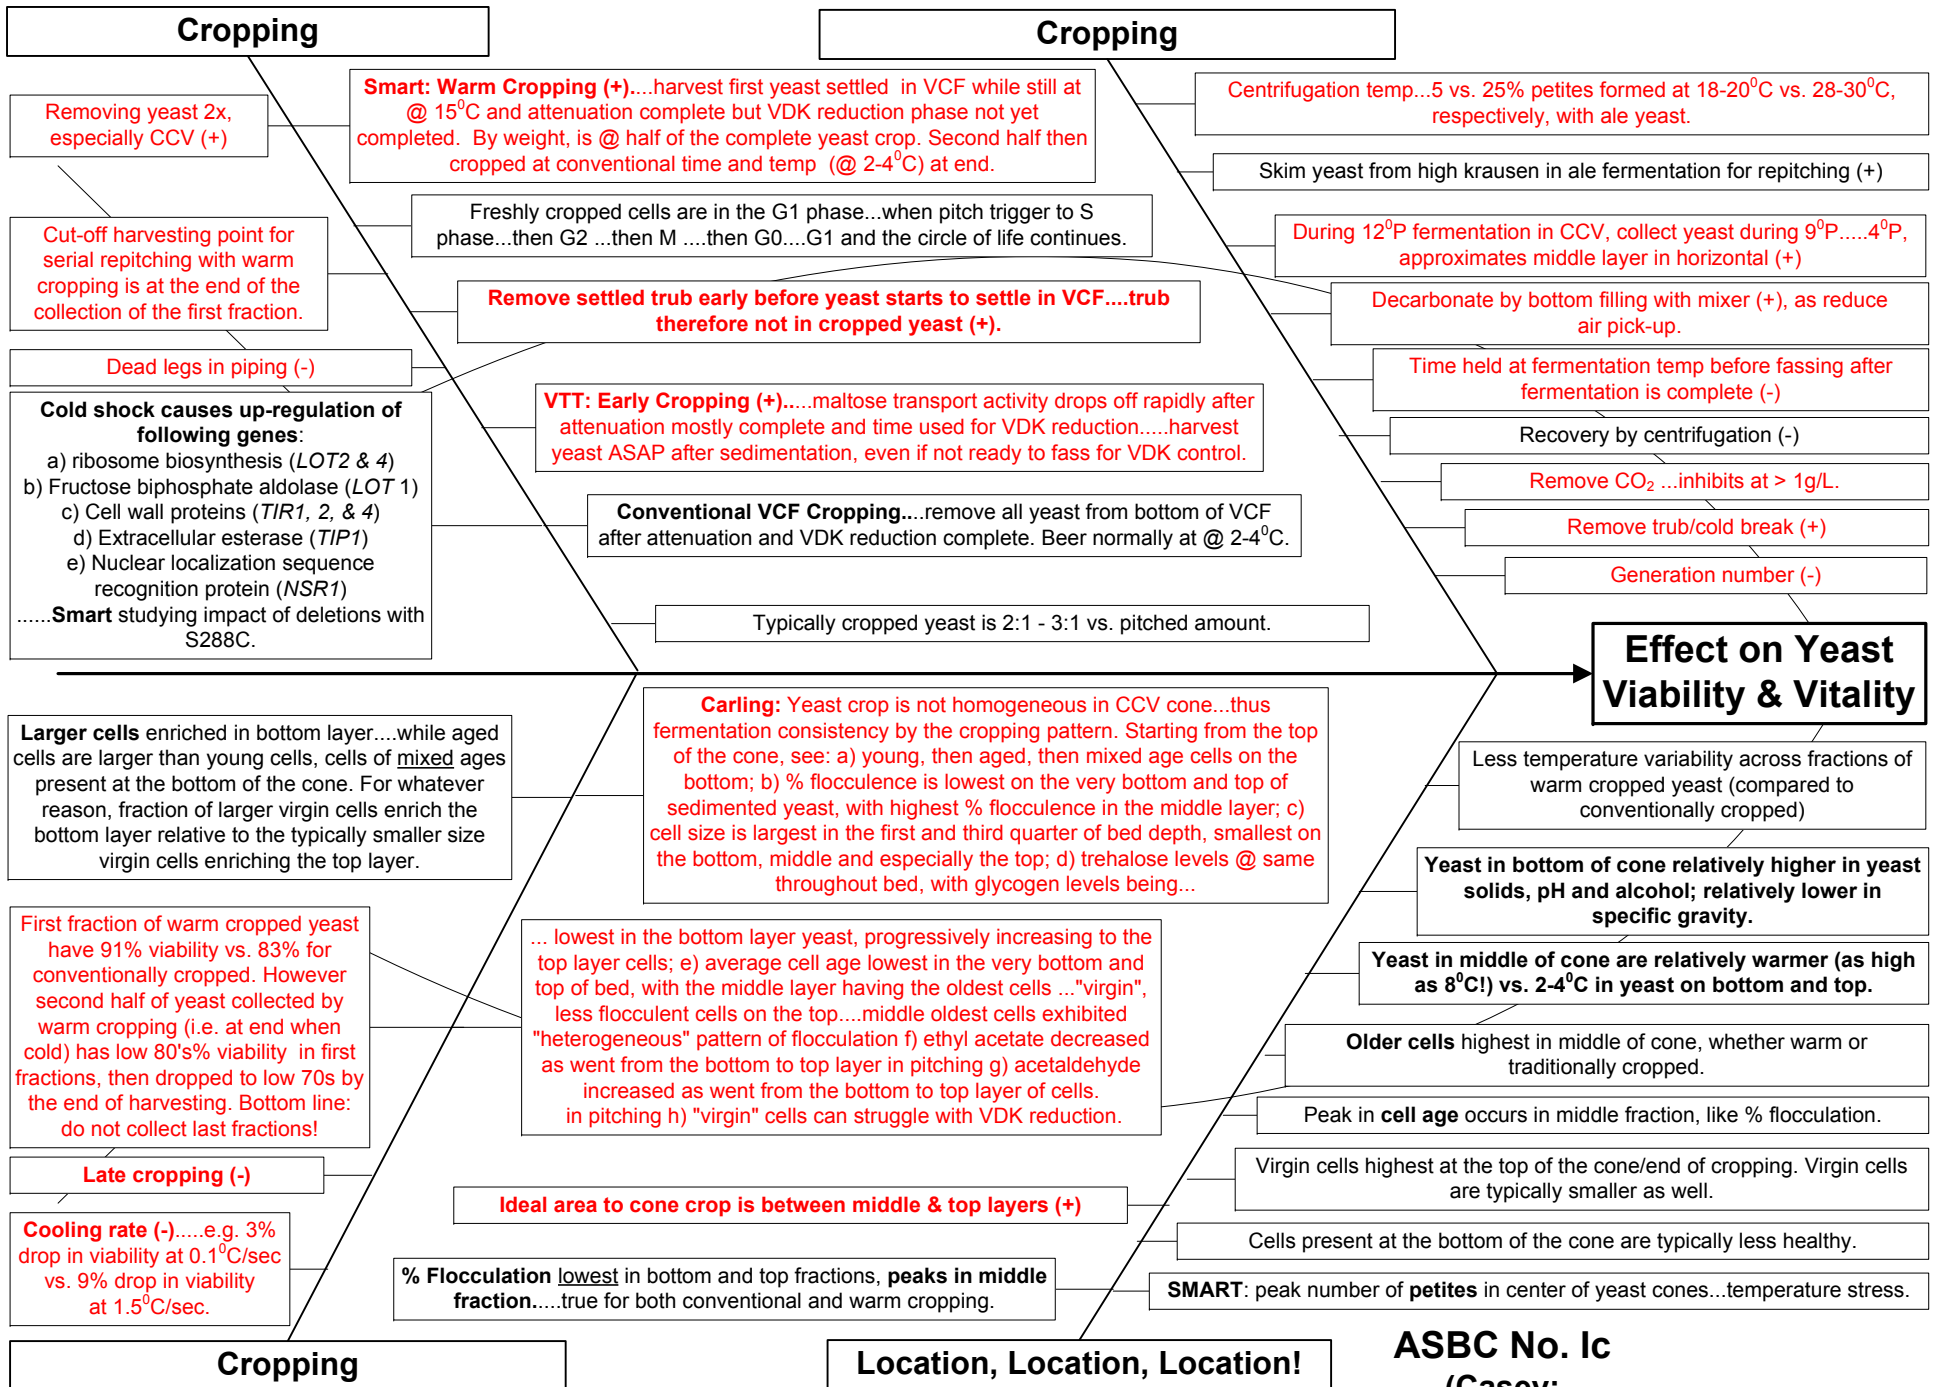 Cropping
Cropping
Removing yeast 2x,
especially CCV (+)
Smart: Warm Cropping (+)....harvest first yeast settled in VCF while still at
@ 15⁰C and attenuation complete but VDK reduction phase not yet
completed. By weight, is @ half of the complete yeast crop. Second half then
cropped at conventional time and temp (@ 2-4⁰C) at end.
Centrifugation temp...5 vs. 25% petites formed at 18-20⁰C vs. 28-30⁰C,
respectively, with ale yeast.
Skim yeast from high krausen in ale fermentation for repitching (+)
Freshly cropped cells are in the G1 phase...when pitch trigger to S
phase...then G2 ...then M ....then G0....G1 and the circle of life continues.
Cut-off harvesting point for
serial repitching with warm
cropping is at the end of the
collection of the first fraction.
During 12⁰P fermentation in CCV, collect yeast during 9⁰P.....4⁰P,
approximates middle layer in horizontal (+)
Remove settled trub early before yeast starts to settle in VCF....trub
therefore not in cropped yeast (+).
Decarbonate by bottom filling with mixer (+), as reduce
air pick-up.
Dead legs in piping (-)
Time held at fermentation temp before fassing after
fermentation is complete (-)
Cold shock causes up-regulation of
following genes:
a) ribosome biosynthesis (LOT2 & 4)
b) Fructose biphosphate aldolase (LOT 1)
c) Cell wall proteins (TIR1, 2, & 4)
d) Extracellular esterase (TIP1)
e) Nuclear localization sequence
recognition protein (NSR1)
......Smart studying impact of deletions with
S288C.
VTT: Early Cropping (+).....maltose transport activity drops off rapidly after
attenuation mostly complete and time used for VDK reduction.....harvest
yeast ASAP after sedimentation, even if not ready to fass for VDK control.
Recovery by centrifugation (-)
Remove CO₂ ...inhibits at > 1g/L.
Conventional VCF Cropping....remove all yeast from bottom of VCF
after attenuation and VDK reduction complete. Beer normally at @ 2-4⁰C.
Remove trub/cold break (+)
Generation number (-)
Typically cropped yeast is 2:1 - 3:1 vs. pitched amount.
Effect on Yeast
Viability & Vitality
Larger cells enriched in bottom layer....while aged
cells are larger than young cells, cells of mixed ages
present at the bottom of the cone. For whatever
reason, fraction of larger virgin cells enrich the
bottom layer relative to the typically smaller size
virgin cells enriching the top layer.
Carling: Yeast crop is not homogeneous in CCV cone...thus
fermentation consistency by the cropping pattern. Starting from the top
of the cone, see: a) young, then aged, then mixed age cells on the
bottom; b) % flocculence is lowest on the very bottom and top of
sedimented yeast, with highest % flocculence in the middle layer; c)
cell size is largest in the first and third quarter of bed depth, smallest on
the bottom, middle and especially the top; d) trehalose levels @ same
throughout bed, with glycogen levels being...
Less temperature variability across fractions of
warm cropped yeast (compared to
conventionally cropped)
Yeast in bottom of cone relatively higher in yeast
solids, pH and alcohol; relatively lower in
specific gravity.
First fraction of warm cropped yeast
have 91% viability vs. 83% for
conventionally cropped. However
second half of yeast collected by
warm cropping (i.e. at end when
cold) has low 80's% viability in first
fractions, then dropped to low 70s by
the end of harvesting. Bottom line:
do not collect last fractions!
... lowest in the bottom layer yeast, progressively increasing to the
top layer cells; e) average cell age lowest in the very bottom and
top of bed, with the middle layer having the oldest cells ..."virgin",
less flocculent cells on the top....middle oldest cells exhibited
"heterogeneous" pattern of flocculation f) ethyl acetate decreased
as went from the bottom to top layer in pitching g) acetaldehyde
increased as went from the bottom to top layer of cells.
in pitching h) "virgin" cells can struggle with VDK reduction.
Yeast in middle of cone are relatively warmer (as high
as 8⁰C!) vs. 2-4⁰C in yeast on bottom and top.
Older cells highest in middle of cone, whether warm or
traditionally cropped.
Peak in cell age occurs in middle fraction, like % flocculation.
Late cropping (-)
Virgin cells highest at the top of the cone/end of cropping. Virgin cells
are typically smaller as well.
Ideal area to cone crop is between middle & top layers (+)
Cooling rate (-).....e.g. 3%
drop in viability at 0.1⁰C/sec
vs. 9% drop in viability
at 1.5⁰C/sec.
Cells present at the bottom of the cone are typically less healthy.
% Flocculation lowest in bottom and top fractions, peaks in middle
fraction.....true for both conventional and warm cropping.
SMART: peak number of petites in center of yeast cones...temperature stress.
Cropping
Location, Location, Location!
ASBC No. Ic
(Casey: